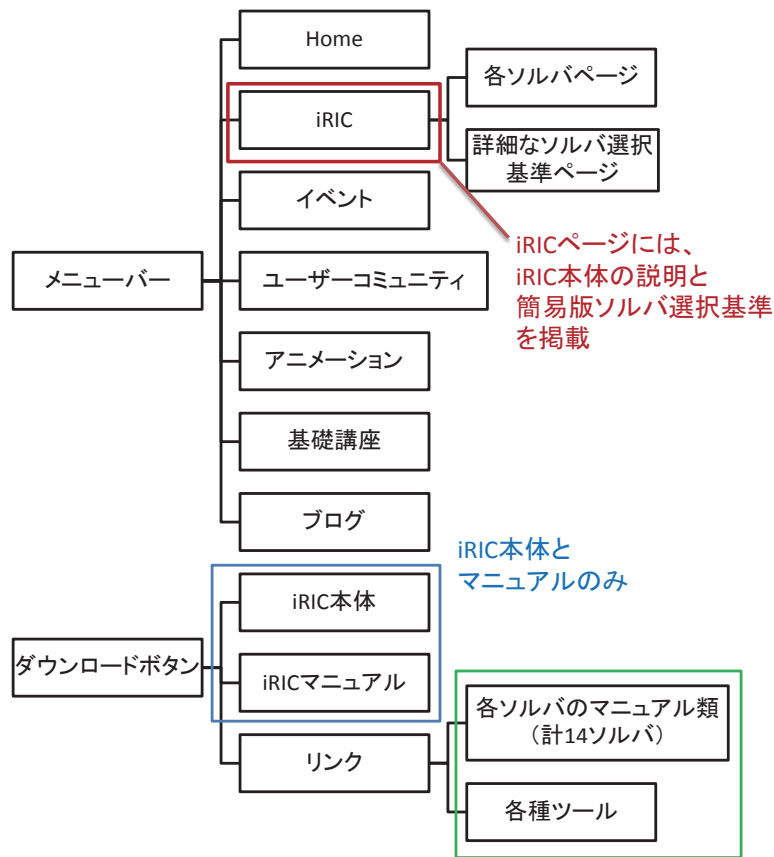 Home
iRIC
各ソルバページ
詳細なソルバ選択
基準ページ
イベント
iRICページには、
iRIC本体の説明と
簡易版ソルバ選択基準
を掲載
メニューバー
ユーザーコミュニティ
アニメーション
基礎講座
ブログ
iRIC本体と
マニュアルのみ
iRIC本体
ダウンロードボタン
iRICマニュアル
リンク
各ソルバのマニュアル類
（計14ソルバ）
各種ツール